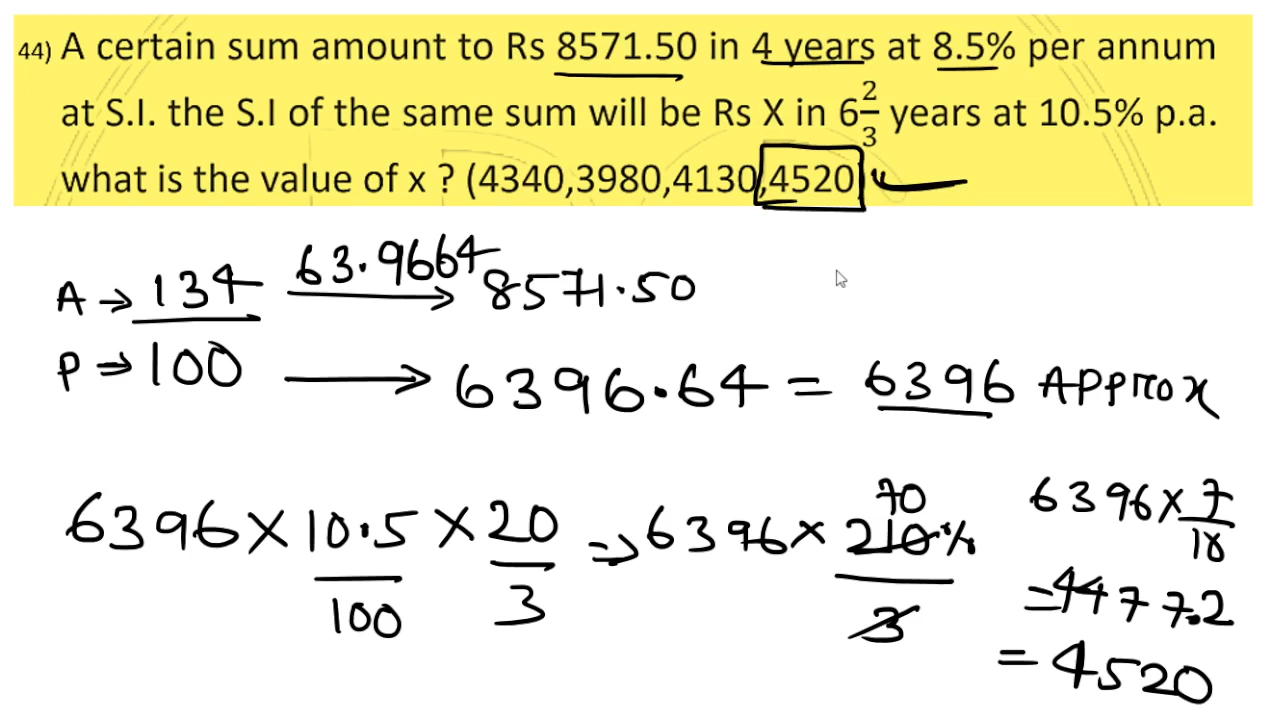 44) A certain sum amount to Rs 8571.50 in 4 years at 8.5% per annum
at S.I. the S.I of the same sum will be Rs X in 6 2/3 years at 10.5% p.a.
what is the value of x ? (4340,3980,4130,4520)
A → 134 63.9664 → 8571.50
P ⇒ 100 → 6396.64 = 6396 Approx
6396 × 10.5/100 × 20/3 ⇒ 6396 × 210%/3 70
6396 × 7/10
= 4477.2
= 4520